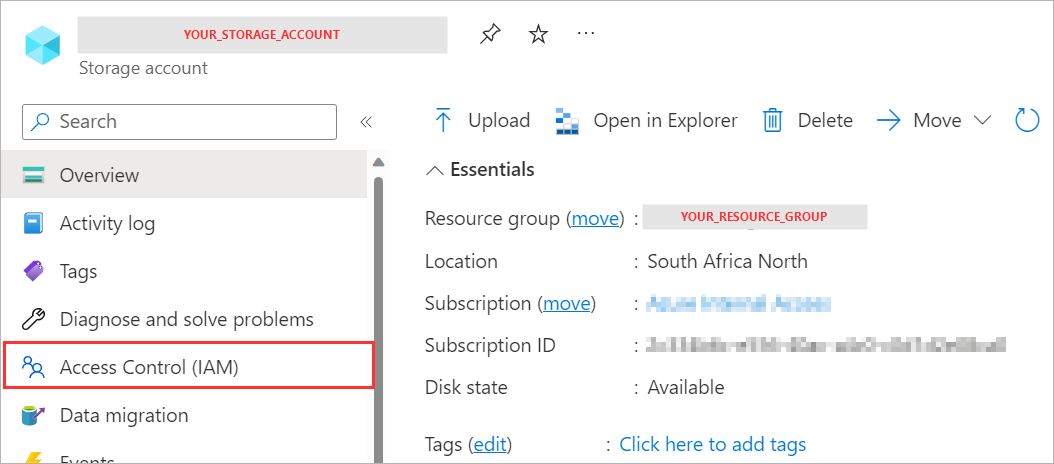 YOUR_STORAGE_ACCOUNT
Storage account
Search
Overview
Activity log
Tags
Diagnose and solve problems
Access Control (IAM)
Data migration
Events
Upload Open in Explorer Delete Move
Essentials
Resource group (move) : YOUR_RESOURCE_GROUP
Location : South Africa North
Subscription (move) :
Subscription ID :
Disk state : Available
Tags (edit) : Click here to add tags